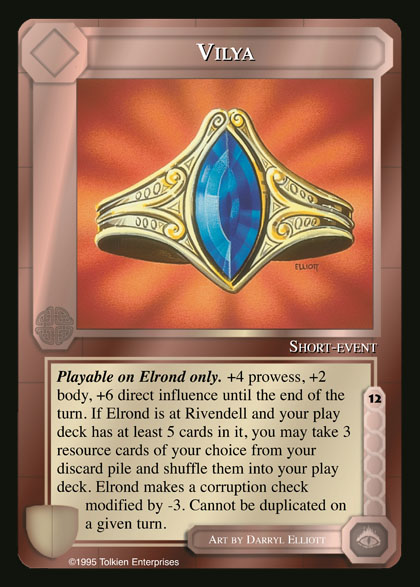 VILYA
ELLIOTT
SHORT-EVENT
Playable on Elrond only. +4 prowess, +2
body, +6 direct influence until the end of the
turn. If Elrond is at Rivendell and your play
deck has at least 5 cards in it, you may take 3
resource cards of your choice from your
discard pile and shuffle them into your play
deck. Elrond makes a corruption check
modified by -3. Cannot be duplicated on
a given turn.
12
ART BY DARRYL ELLIOTT
©1995 Tolkien Enterprises